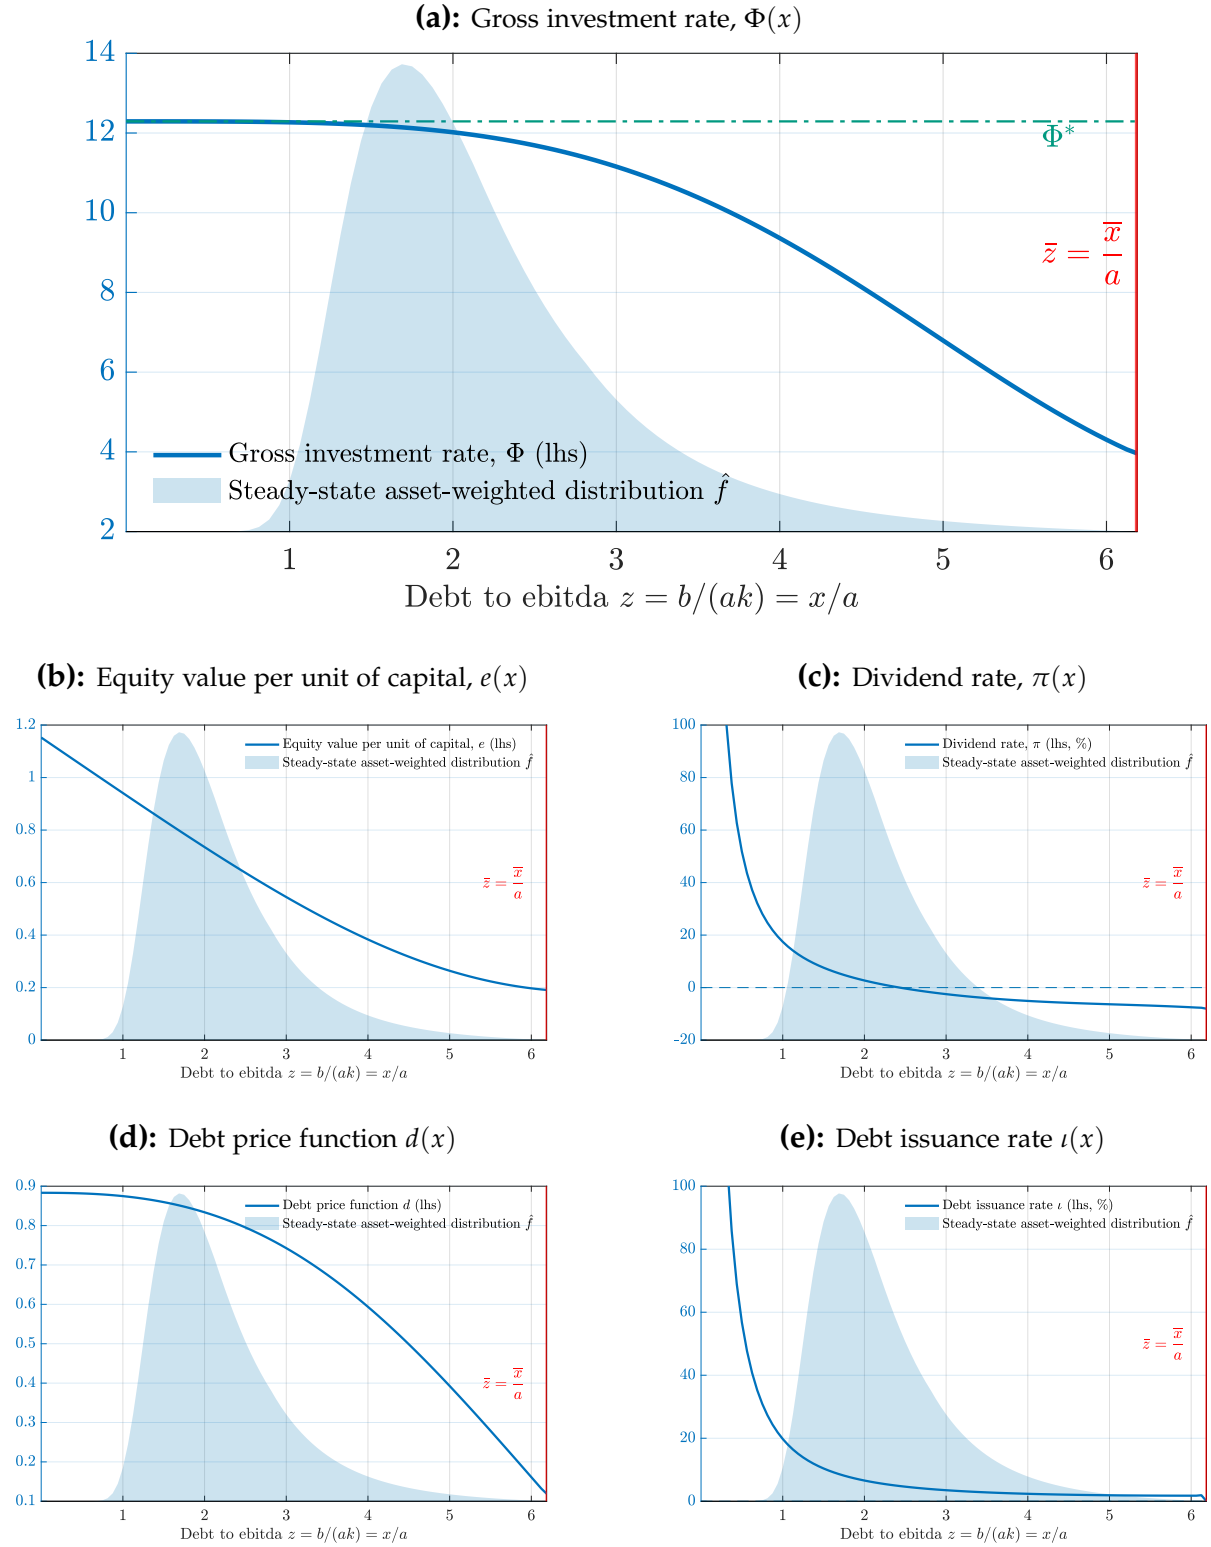 (a): Gross investment rate, Φ(x)
14
12
10
8
6
4
2
Φ*
z̄ = x̄/a
Gross investment rate, Φ (lhs)
Steady-state asset-weighted distribution f̂
1 2 3 4 5 6
Debt to ebitda z = b/(ak) = x/a
(b): Equity value per unit of capital, e(x)
1.2
1
0.8
0.6
0.4
0.2
0
Equity value per unit of capital, e (lhs)
Steady-state asset-weighted distribution f̂
z̄ = x̄/a
1 2 3 4 5 6
Debt to ebitda z = b/(ak) = x/a
(c): Dividend rate, π(x)
100
80
60
40
20
0
-20
Dividend rate, π (lhs, %)
Steady-state asset-weighted distribution f̂
z̄ = x̄/a
1 2 3 4 5 6
Debt to ebitda z = b/(ak) = x/a
(d): Debt price function d(x)
0.9
0.8
0.7
0.6
0.5
0.4
0.3
0.2
0.1
Debt price function d (lhs)
Steady-state asset-weighted distribution f̂
z̄ = x̄/a
1 2 3 4 5 6
Debt to ebitda z = b/(ak) = x/a
(e): Debt issuance rate ι(x)
100
80
60
40
20
0
Debt issuance rate ι (lhs, %)
Steady-state asset-weighted distribution f̂
z̄ = x̄/a
1 2 3 4 5 6
Debt to ebitda z = b/(ak) = x/a